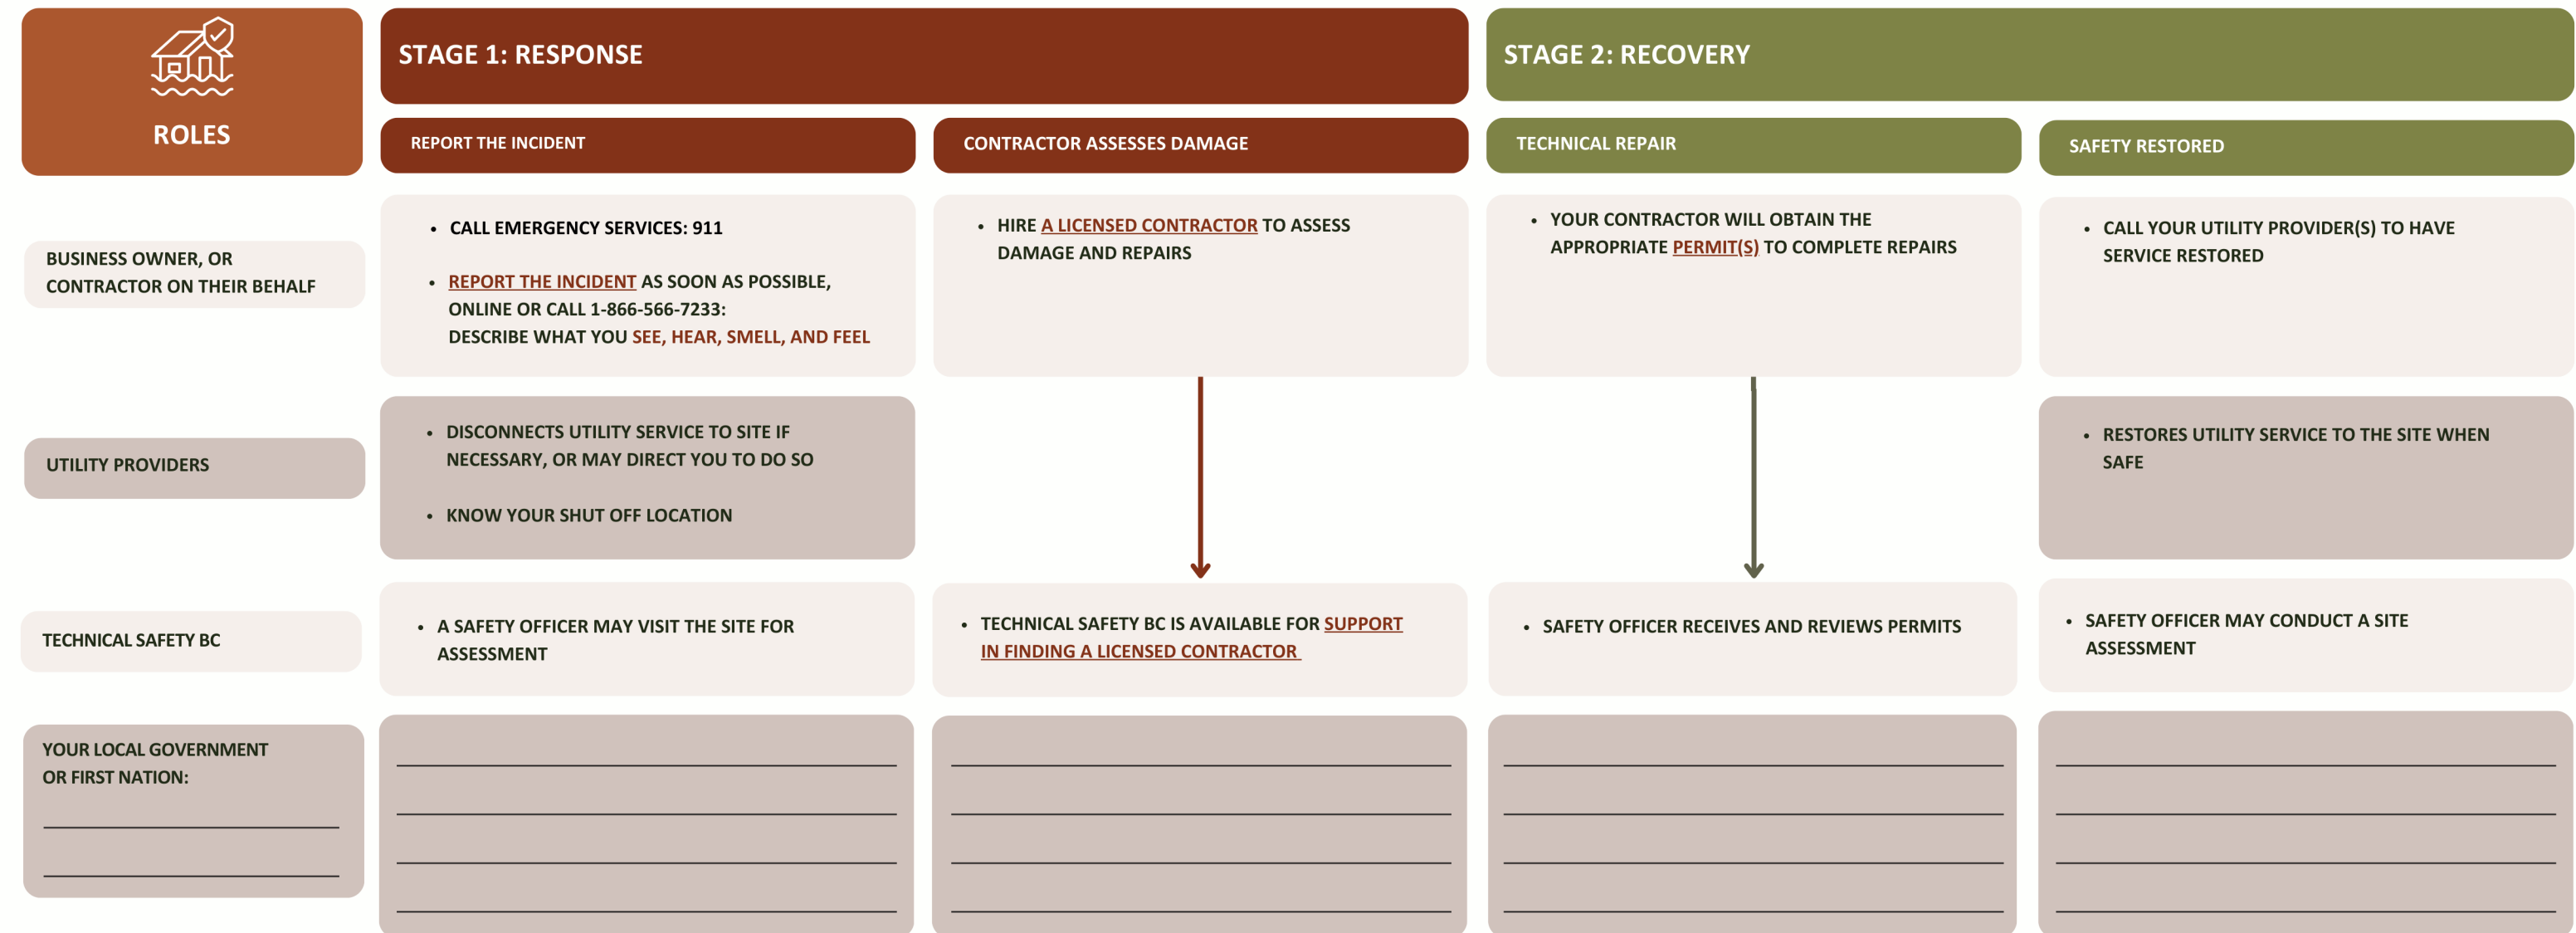 ROLES
STAGE 1: RESPONSE
STAGE 2: RECOVERY
REPORT THE INCIDENT
CONTRACTOR ASSESSES DAMAGE
TECHNICAL REPAIR
SAFETY RESTORED
BUSINESS OWNER, OR
CONTRACTOR ON THEIR BEHALF
• CALL EMERGENCY SERVICES: 911
• REPORT THE INCIDENT AS SOON AS POSSIBLE,
ONLINE OR CALL 1-866-566-7233:
DESCRIBE WHAT YOU SEE, HEAR, SMELL, AND FEEL
• HIRE A LICENSED CONTRACTOR TO ASSESS
DAMAGE AND REPAIRS
• YOUR CONTRACTOR WILL OBTAIN THE
APPROPRIATE PERMIT(S) TO COMPLETE REPAIRS
• CALL YOUR UTILITY PROVIDER(S) TO HAVE
SERVICE RESTORED
UTILITY PROVIDERS
• DISCONNECTS UTILITY SERVICE TO SITE IF
NECESSARY, OR MAY DIRECT YOU TO DO SO
• KNOW YOUR SHUT OFF LOCATION
• RESTORES UTILITY SERVICE TO THE SITE WHEN
SAFE
TECHNICAL SAFETY BC
• A SAFETY OFFICER MAY VISIT THE SITE FOR
ASSESSMENT
• TECHNICAL SAFETY BC IS AVAILABLE FOR SUPPORT
IN FINDING A LICENSED CONTRACTOR
• SAFETY OFFICER RECEIVES AND REVIEWS PERMITS
• SAFETY OFFICER MAY CONDUCT A SITE
ASSESSMENT
YOUR LOCAL GOVERNMENT
OR FIRST NATION: